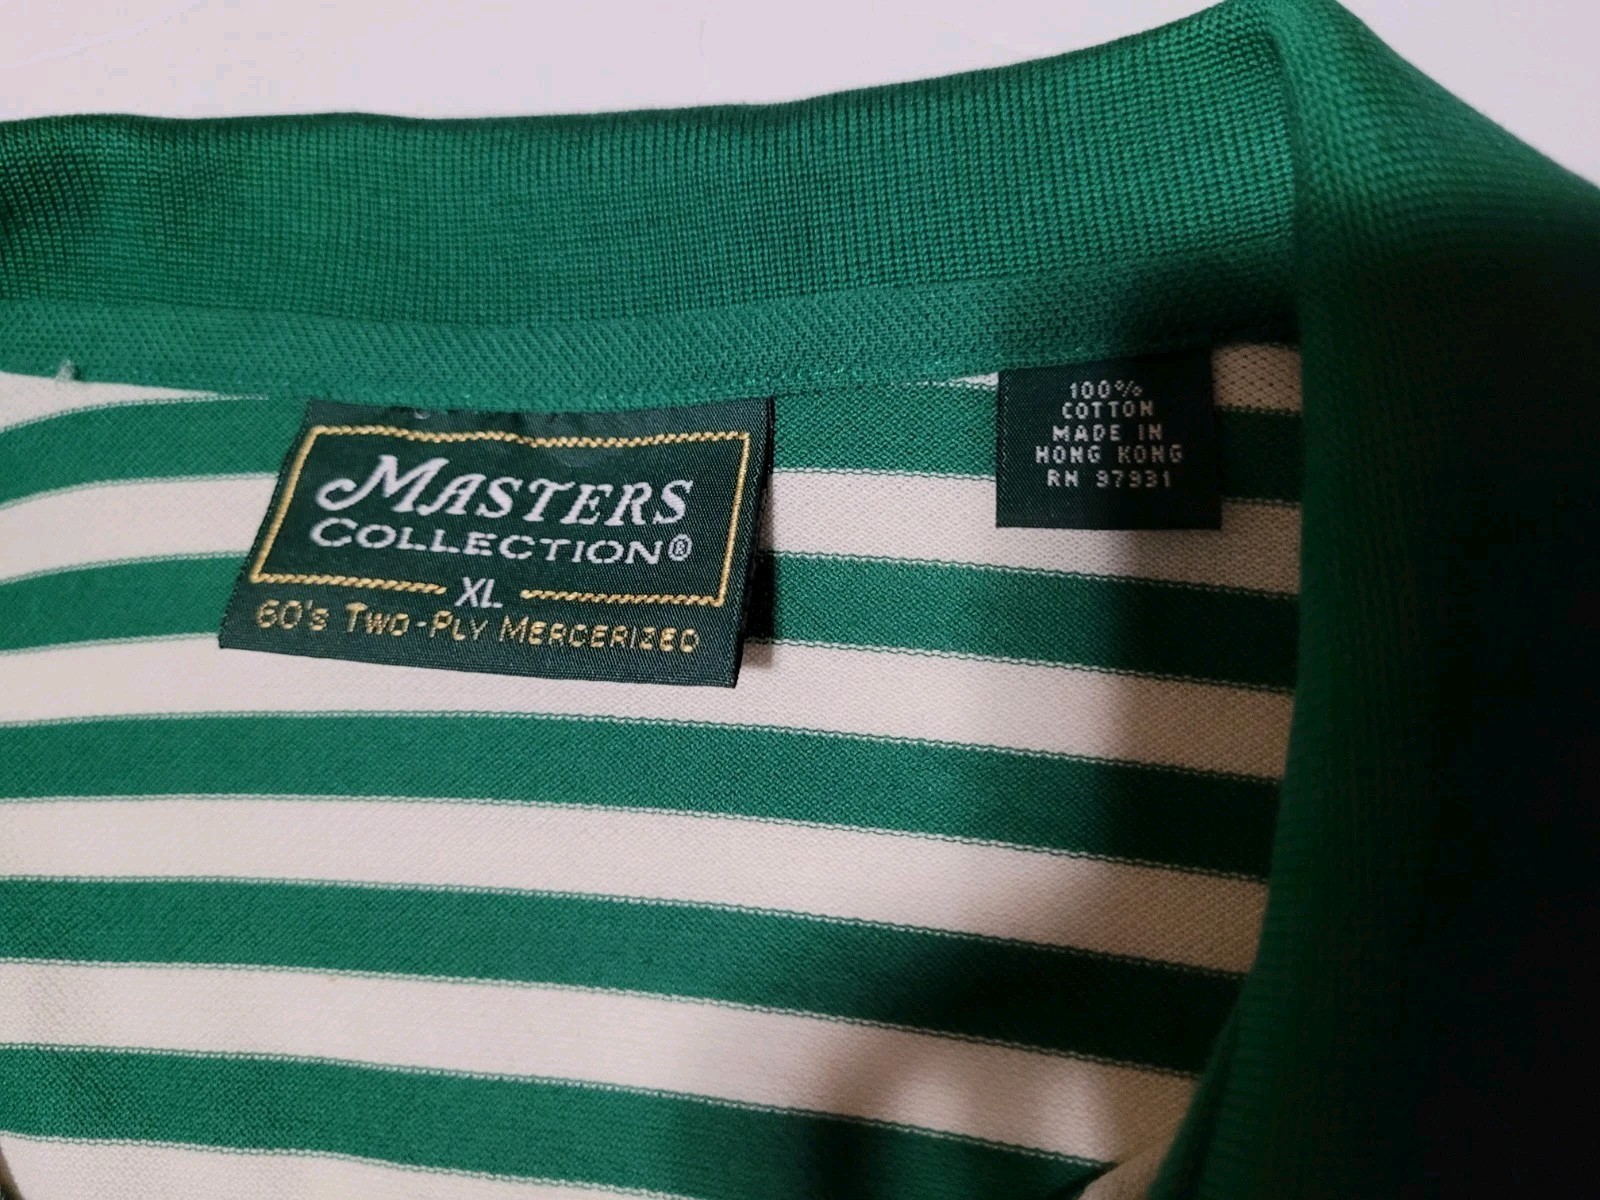 MASTERS
COLLECTION®
XL
60's TWO-PLY MERCERIZED
100%
COTTON
MADE IN
HONG KONG
RN 97931